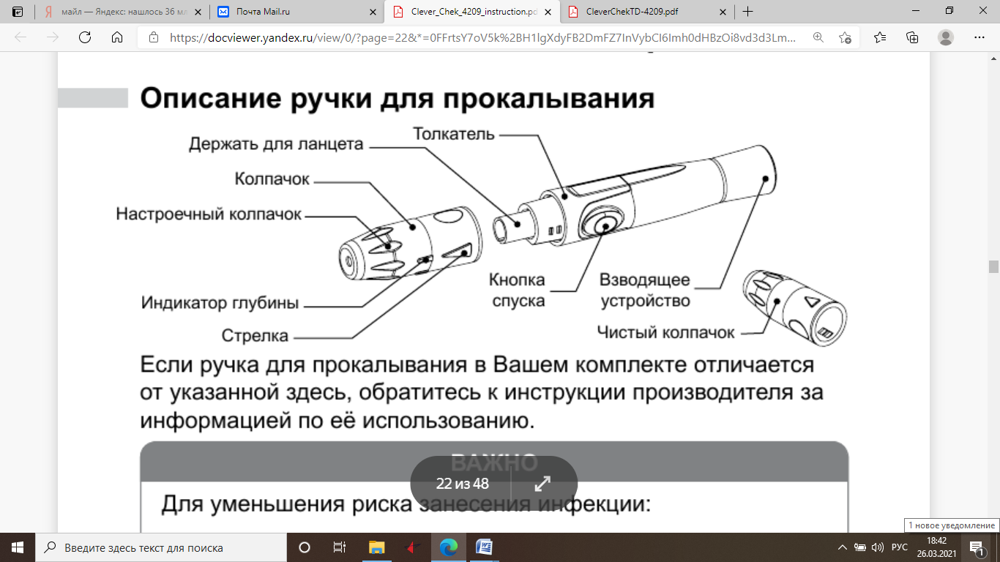 майл — Яндекс: нашлось 36 мл
Почта Mail.ru
Clever_Chek_4209_instruction.pd
CleverChekTD-4209.pdf
https://docviewer.yandex.ru/view/0/?page=22&*=0FFrtsY7oV5k%2BH1lgXdyFB2DmFZ7InVybCI6Imh0dHBzOi8vd3d3Lm...
Описание ручки для прокалывания
Толкатель
Держать для ланцета
Колпачок
Настроечный колпачок
Кнопка
спуска
Взводящее
устройство
Индикатор глубины
Стрелка
Чистый колпачок
Если ручка для прокалывания в Вашем комплекте отличается
от указанной здесь, обратитесь к инструкции производителя за
информацией по её использованию.
ВАЖНО
22 из 48
Для уменьшения риска занесения инфекции:
1 новое уведомление
Введите здесь текст для поиска
РУС
18:42
26.03.2021
1